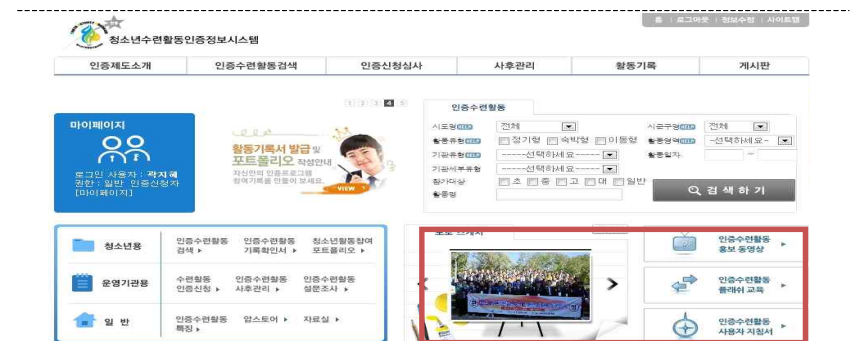 홈 | 로그아웃 | 정보수정 | 사이트맵
청소년수련활동인증정보시스템
인증제도소개 인증수련활동검색 인증신청심사 사후관리 활동기록 게시판
1 2 3 4 5
마이페이지
로그인 사용자 : 곽지혜
권한 : 일반 인증신청자
[마이페이지]
활동기록서 발급 및
포트폴리오 작성안내
자신만의 인증프로그램
참여기록을 만들어 보세요.
VIEW
인증수련활동
시도명 전체 시군구명 전체
활동유형 정기형 숙박형 이동형 활동영역 -선택하세요-
기관유형 -----선택하세요----- 활동일자 ~
기관세부유형 -----선택하세요-----
참가대상 초 중 고 대 일반
활동명
검색하기
청소년용 인증수련활동 검색 인증수련활동 기록확인서 청소년활동참여 포트폴리오
운영기관용 수련활동 인증신청 인증수련활동 사후관리 인증수련활동 설문조사
일 반 인증수련활동 특징 앱스토어 자료실
포토 스케치
인증수련활동
홍보 동영상
인증수련활동
플래쉬 교육
인증수련활동
사용자 지침서